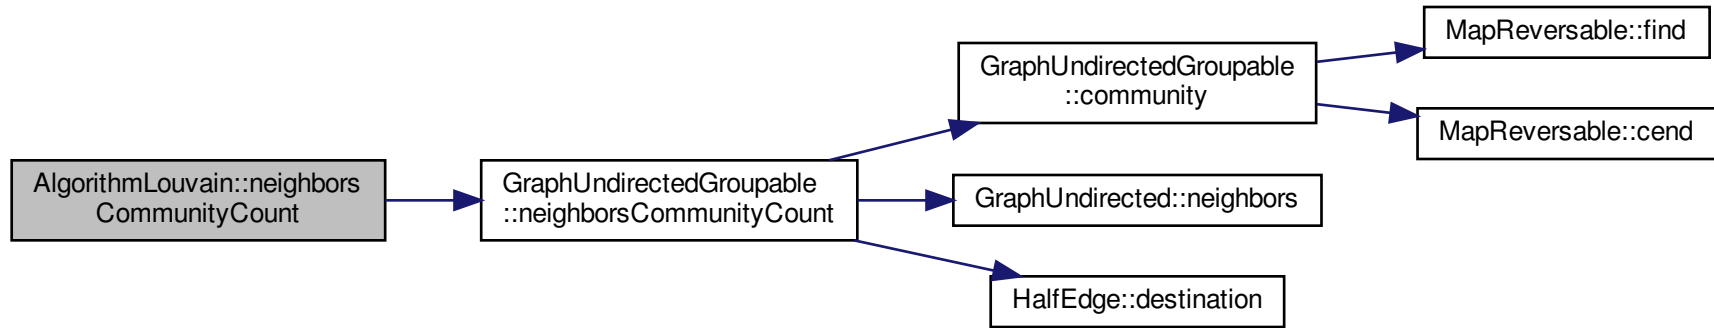 AlgorithmLouvain::neighbors
CommunityCount
GraphUndirectedGroupable
::neighborsCommunityCount
GraphUndirectedGroupable
::community
GraphUndirected::neighbors
HalfEdge::destination
MapReversable::find
MapReversable::cend